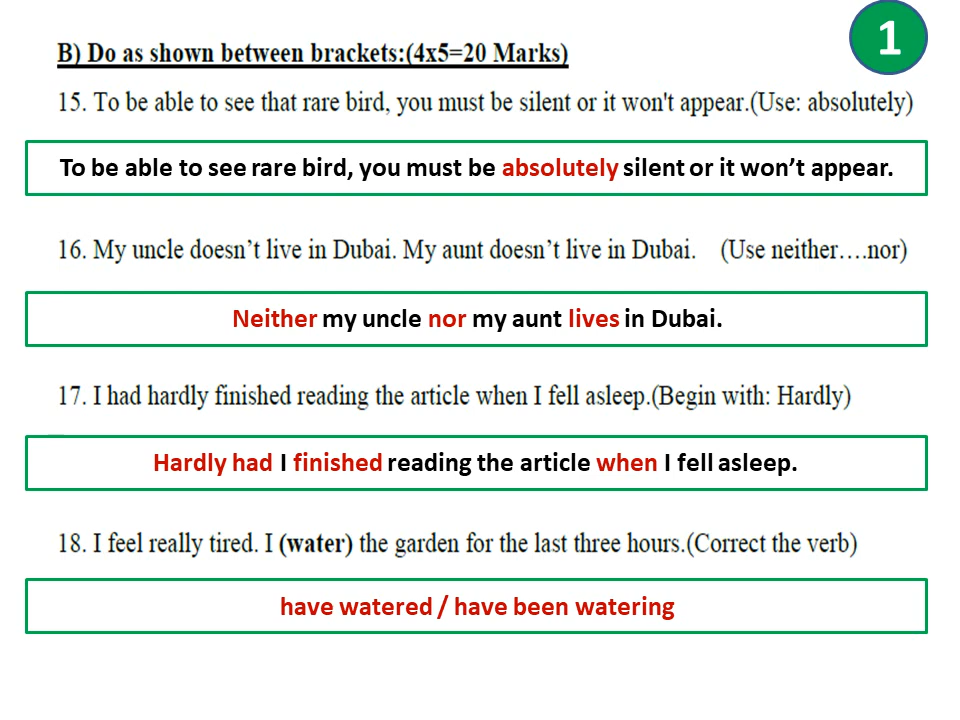 1
B) Do as shown between brackets:(4x5=20 Marks)
15. To be able to see that rare bird, you must be silent or it won't appear.(Use: absolutely)
To be able to see rare bird, you must be absolutely silent or it won’t appear.
16. My uncle doesn’t live in Dubai. My aunt doesn’t live in Dubai. (Use neither….nor)
Neither my uncle nor my aunt lives in Dubai.
17. I had hardly finished reading the article when I fell asleep.(Begin with: Hardly)
Hardly had I finished reading the article when I fell asleep.
18. I feel really tired. I (water) the garden for the last three hours.(Correct the verb)
have watered / have been watering